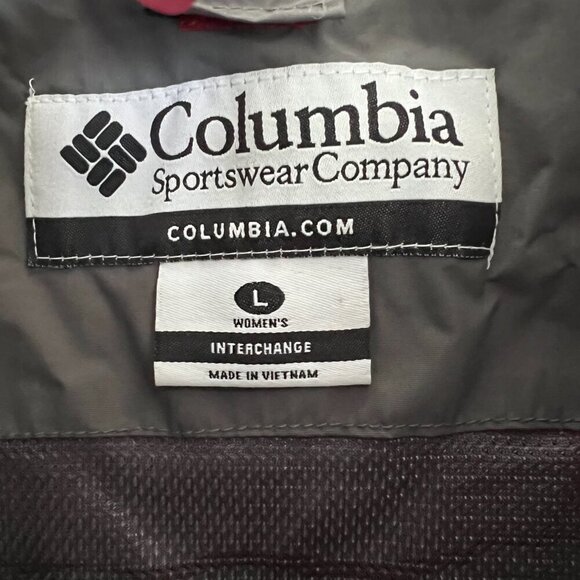 Columbia
Sportswear Company
COLUMBIA.COM
L
WOMEN'S
INTERCHANGE
MADE IN VIETNAM